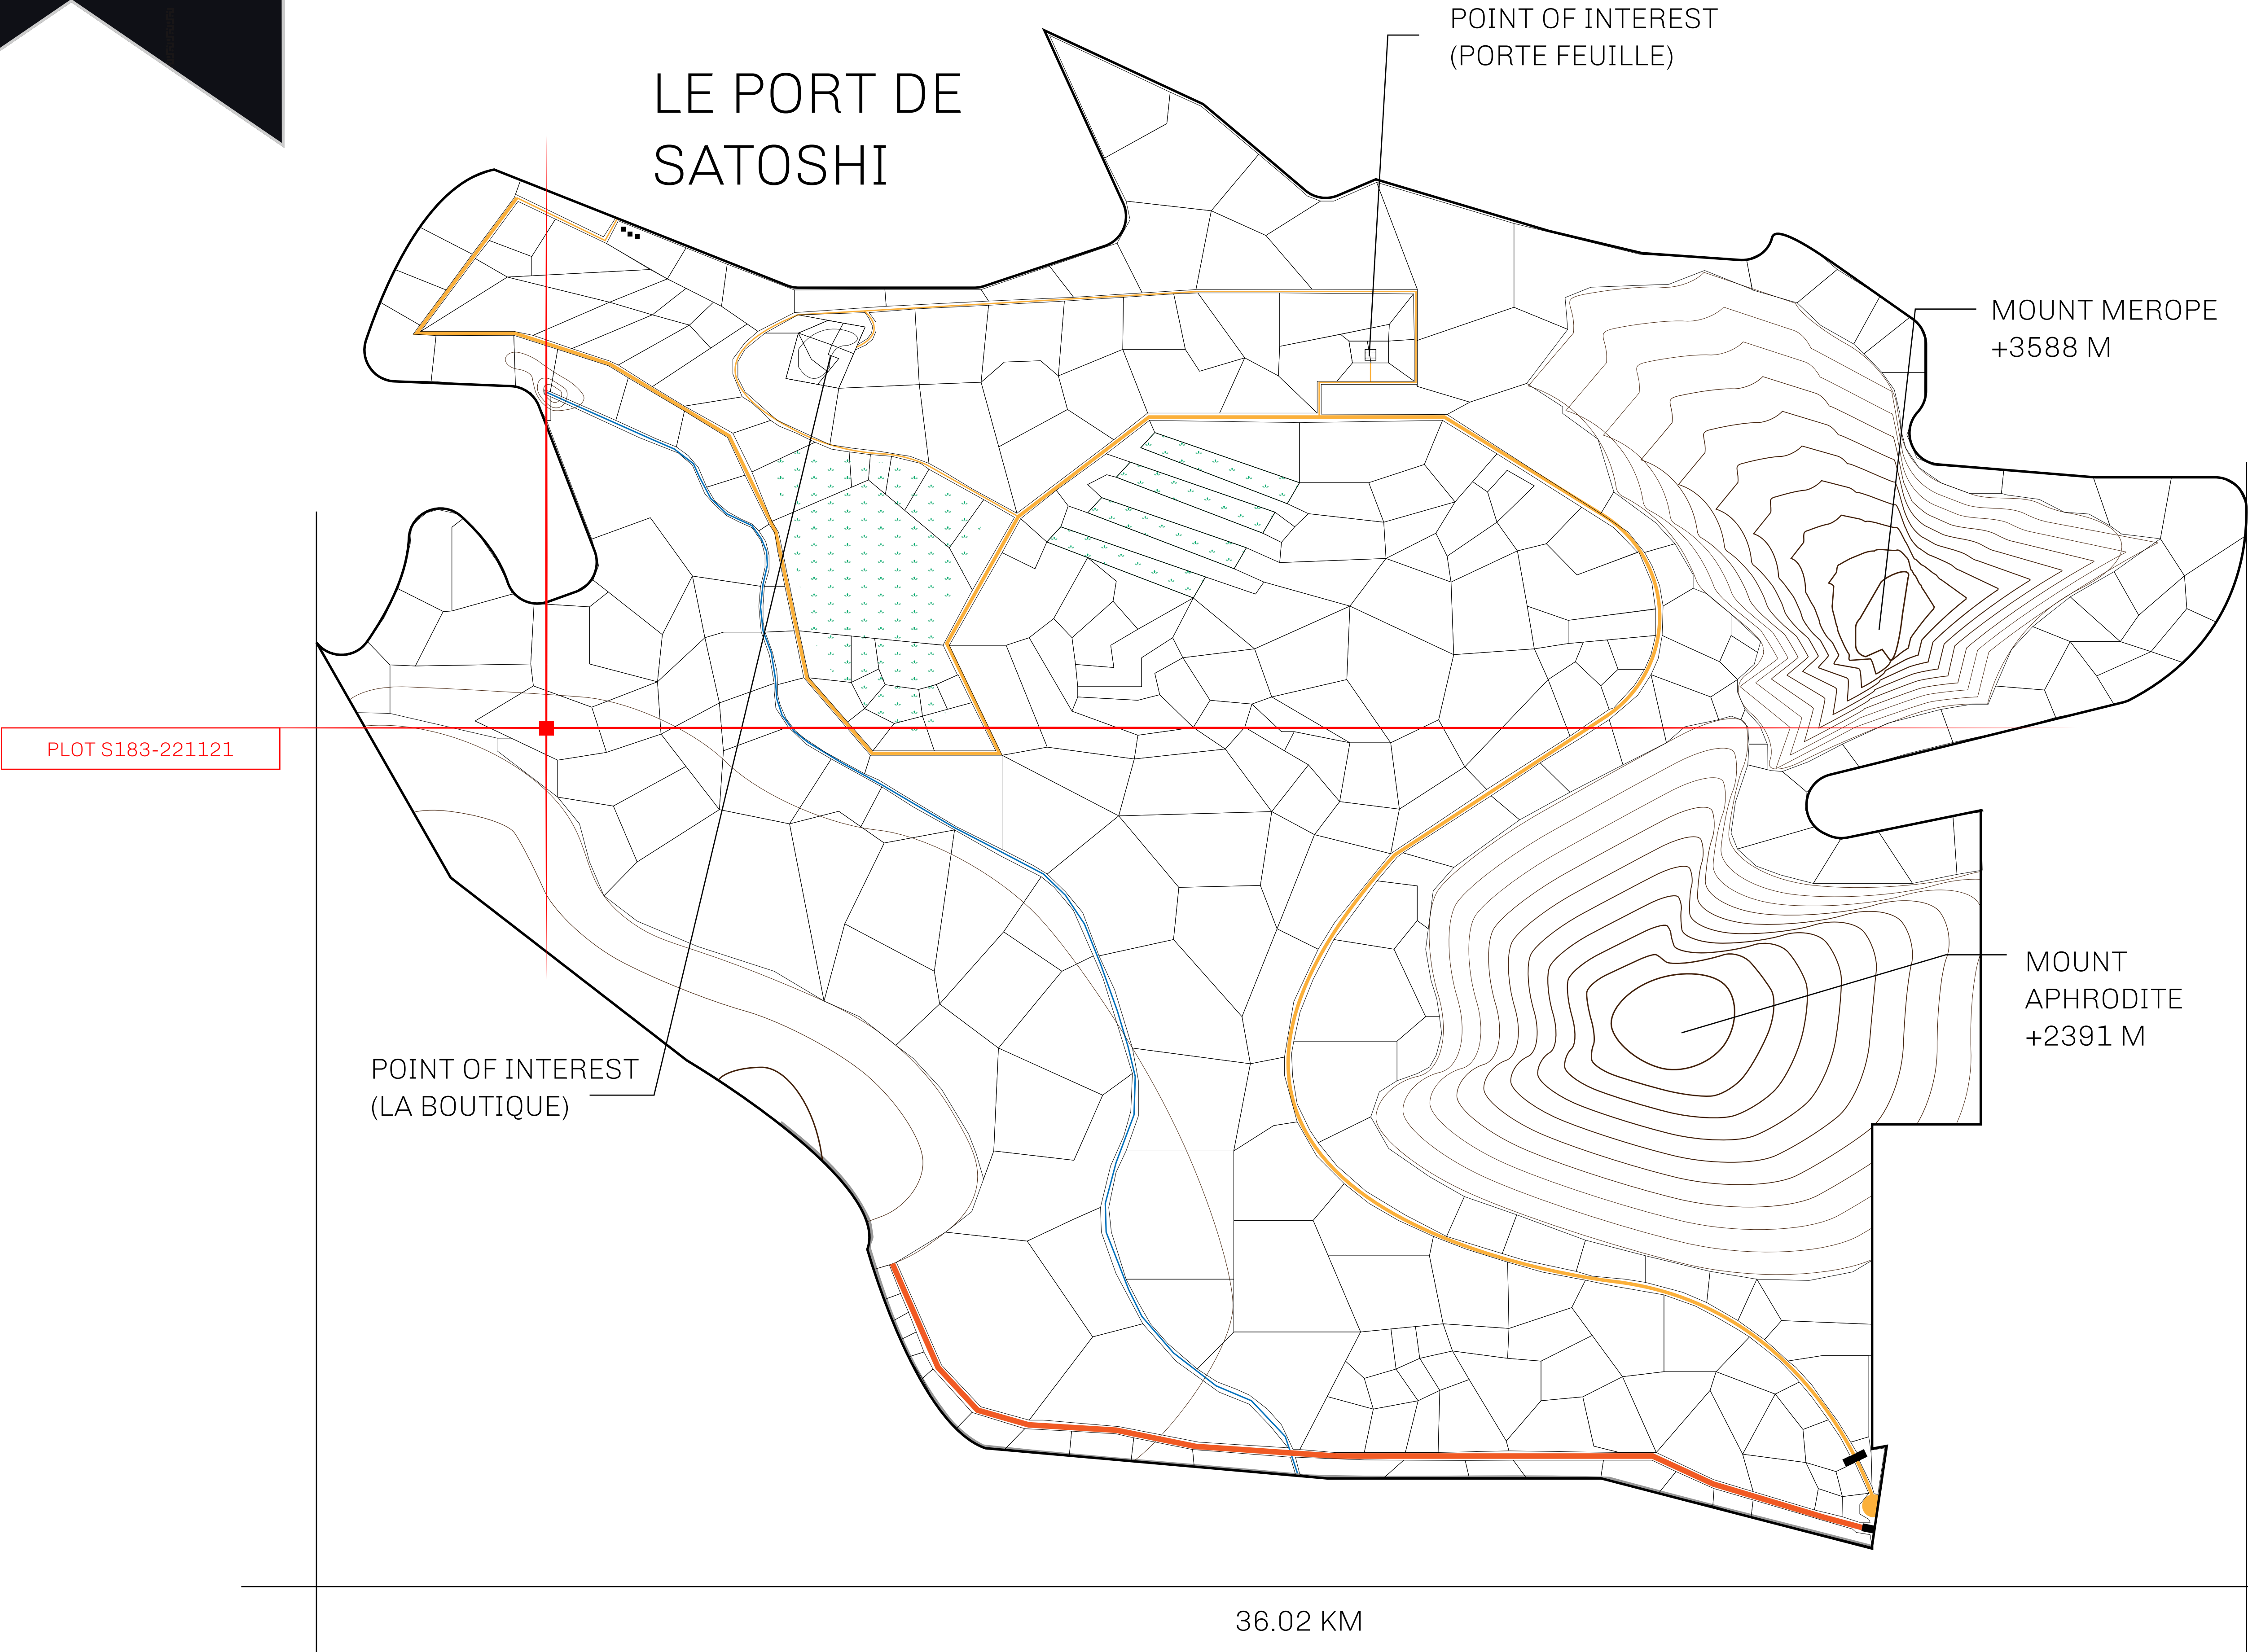 POINT OF INTEREST
(PORTE FEUILLE)
LE PORT DE
SATOSHI
MOUNT MEROPE
+3588 M
PLOT S183-221121
MOUNT
APHRODITE
+2391 M
POINT OF INTEREST
(LA BOUTIQUE)
36.02 KM